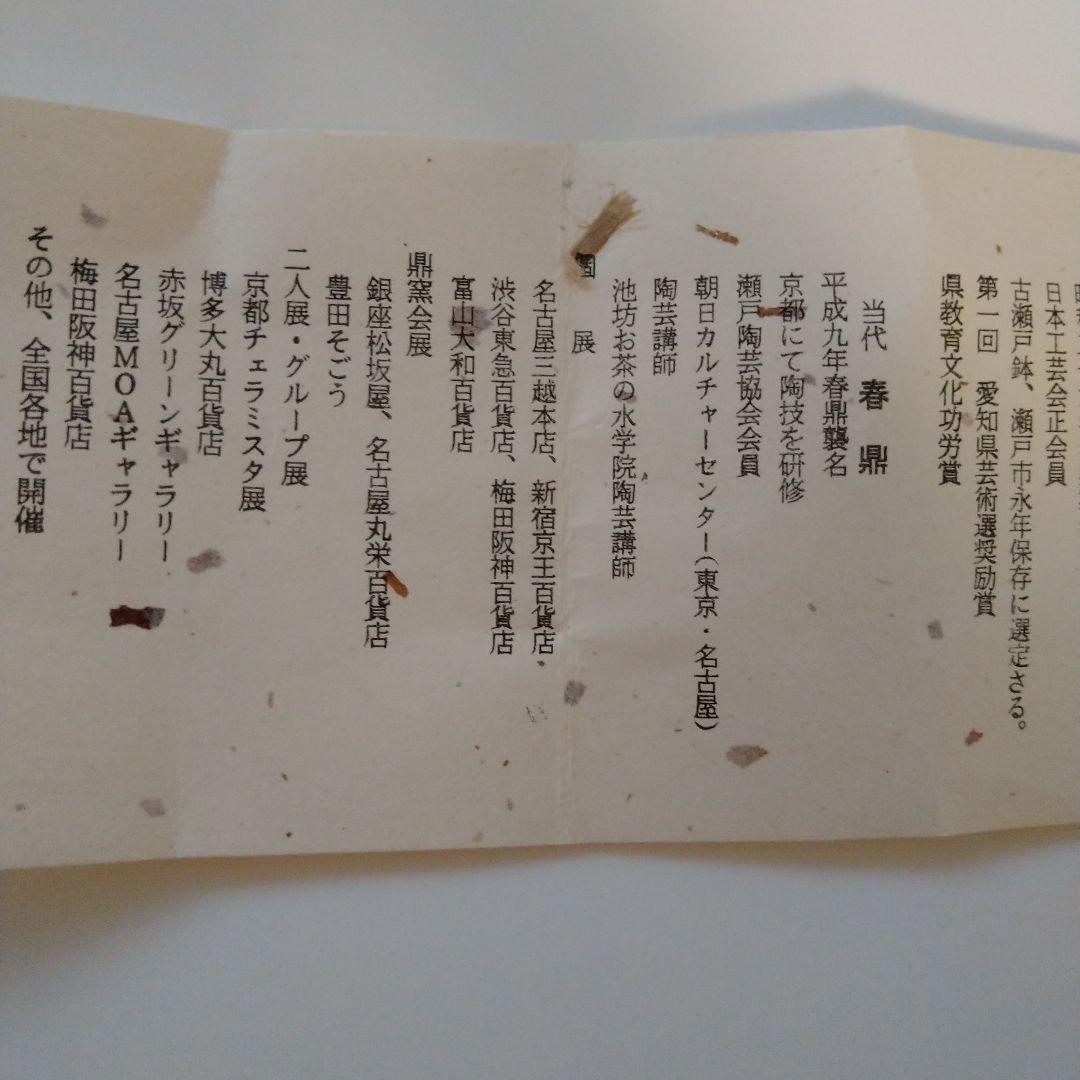 日本工芸会正会員
古瀬戸鉢、瀬戸市永年保存に選定さる。
第一回　愛知県芸術選奨励賞
県教育文化功労賞
当代　春　鼎
平成九年春鼎襲名
京都にて陶技を研修
瀬戸陶芸協会会員
朝日カルチャーセンター（東京・名古屋）
陶芸講師
池坊お茶の水学院陶芸講師
個　展
名古屋三越本店、新宿京王百貨店
渋谷東急百貨店、梅田阪神百貨店
富山大和百貨店
鼎窯会展
銀座松坂屋、名古屋丸栄百貨店
豊田そごう
二人展・グループ展
京都チェラミスタ展
博多大丸百貨店
赤坂グリーンギャラリー
名古屋MOAギャラリー
梅田阪神百貨店
その他、全国各地で開催